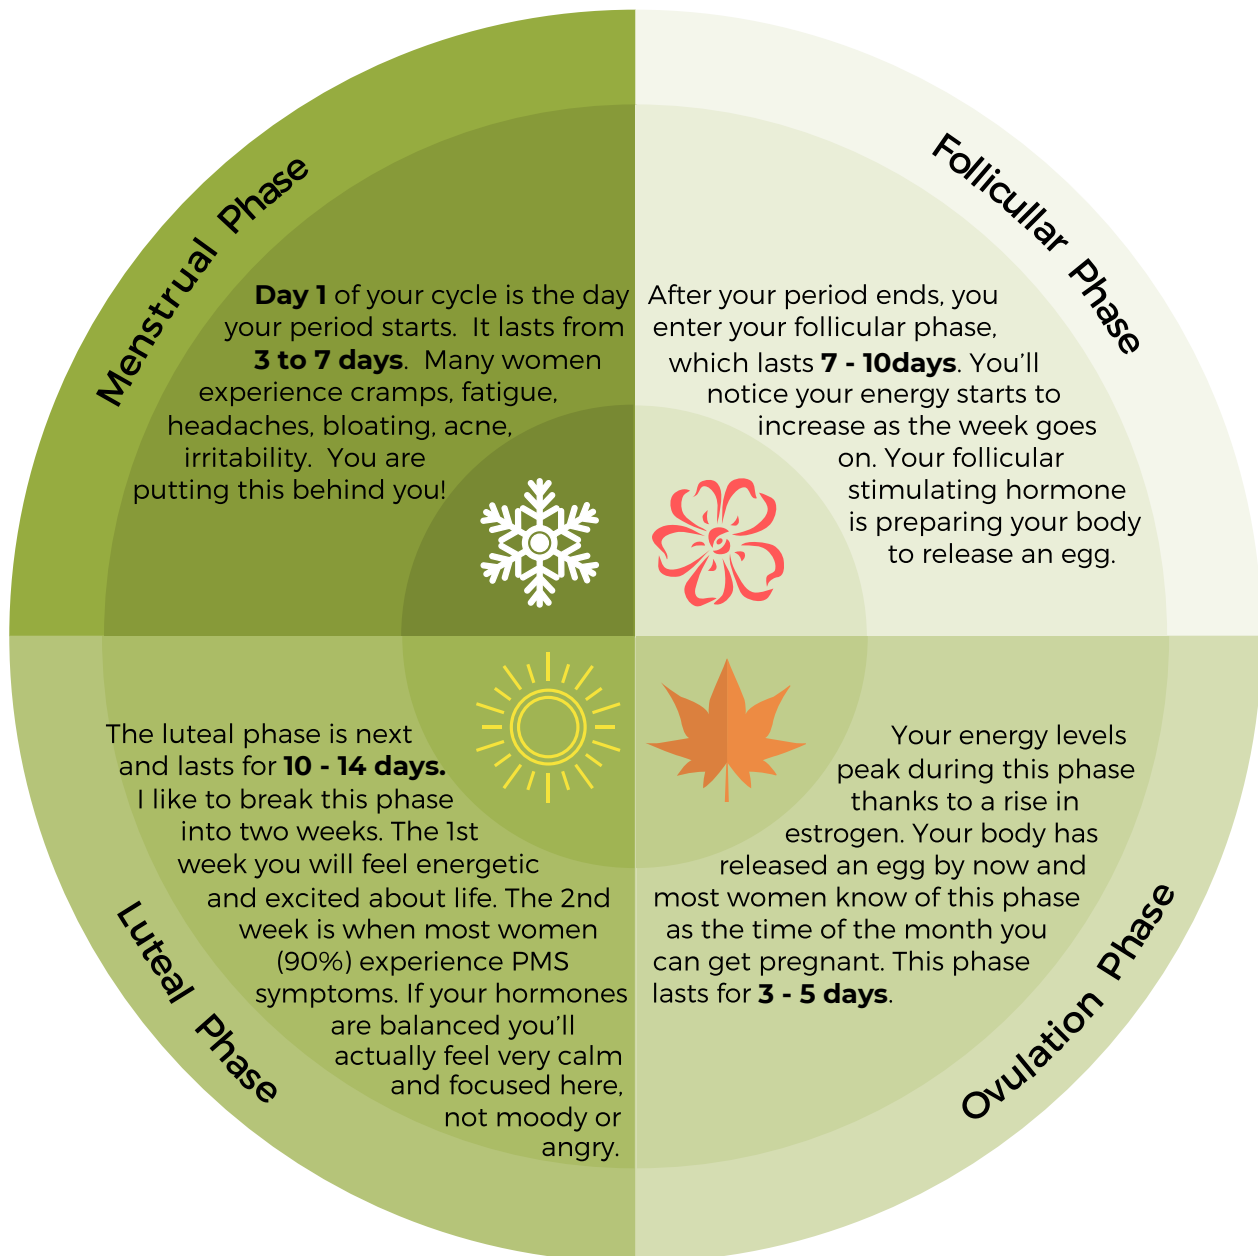 Menstrual Phase
Day 1 of your cycle is the day
your period starts.  It lasts from
3 to 7 days.  Many women
experience cramps, fatigue,
headaches, bloating, acne,
irritability.  You are
putting this behind you!
Follicullar Phase
After your period ends, you
enter your follicular phase,
which lasts 7 - 10days. You’ll
notice your energy starts to
increase as the week goes
on. Your follicular
stimulating hormone
is preparing your body
to release an egg.
The luteal phase is next
and lasts for 10 - 14 days.
I like to break this phase
into two weeks. The 1st
week you will feel energetic
and excited about life. The 2nd
week is when most women
(90%) experience PMS
symptoms. If your hormones
are balanced you’ll
actually feel very calm
and focused here,
not moody or
angry.
Luteal Phase
Your energy levels
peak during this phase
thanks to a rise in
estrogen. Your body has
released an egg by now and
most women know of this phase
as the time of the month you
can get pregnant. This phase
lasts for 3 - 5 days.
Ovulation Phase